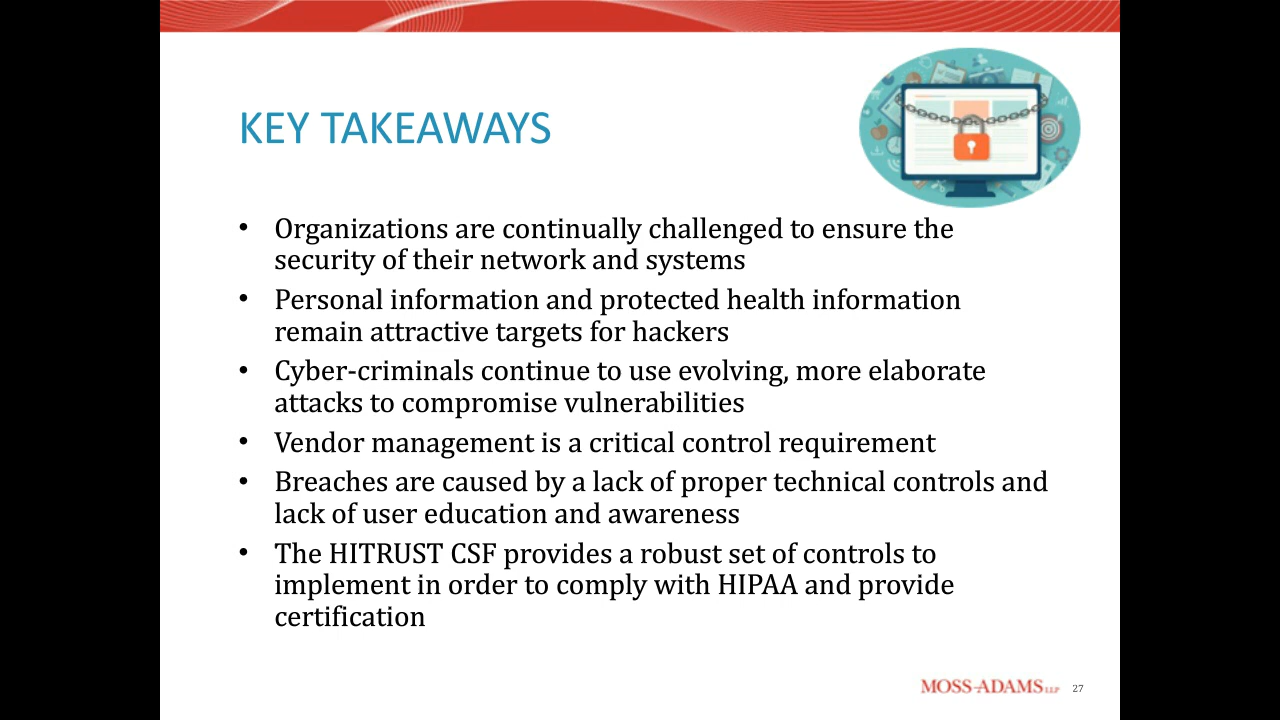 KEY TAKEAWAYS
• Organizations are continually challenged to ensure the
security of their network and systems
• Personal information and protected health information
remain attractive targets for hackers
• Cyber-criminals continue to use evolving, more elaborate
attacks to compromise vulnerabilities
• Vendor management is a critical control requirement
• Breaches are caused by a lack of proper technical controls and
lack of user education and awareness
• The HITRUST CSF provides a robust set of controls to
implement in order to comply with HIPAA and provide
certification
MOSS-ADAMS LLP 27